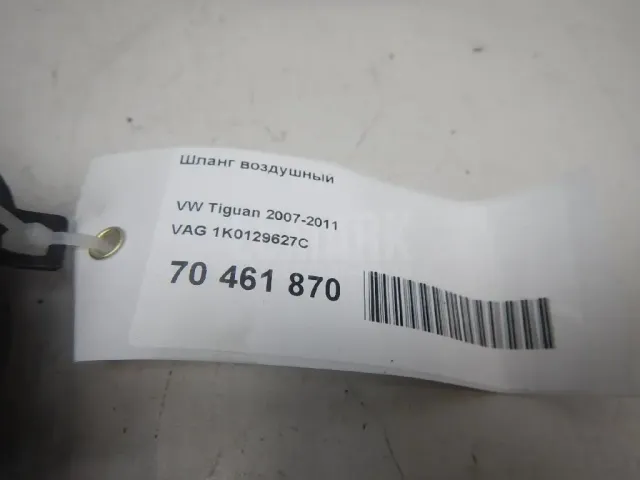 Шланг воздушный
VW Tiguan 2007-2011
VAG 1K0129627C
70 461 870